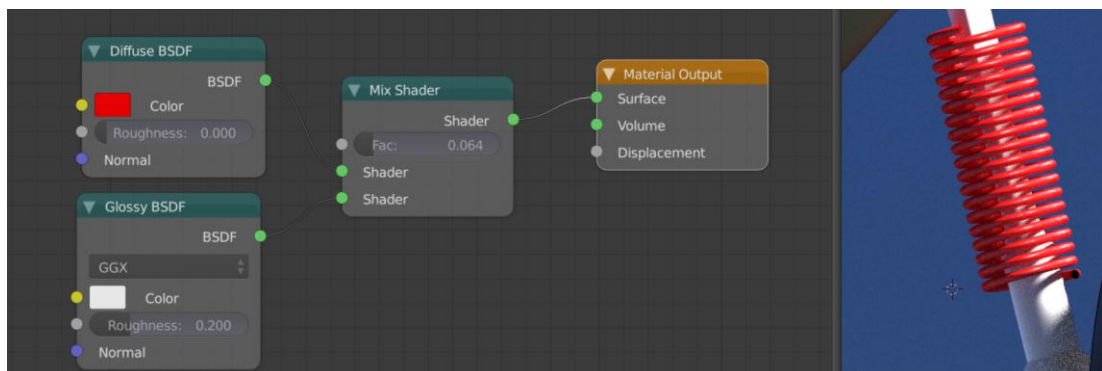 Diffuse BSDF
BSDF
Color
Roughness: 0.000
Normal
Glossy BSDF
BSDF
GGX
Color
Roughness: 0.200
Normal
Mix Shader
Shader
Fac: 0.064
Shader
Shader
Material Output
Surface
Volume
Displacement